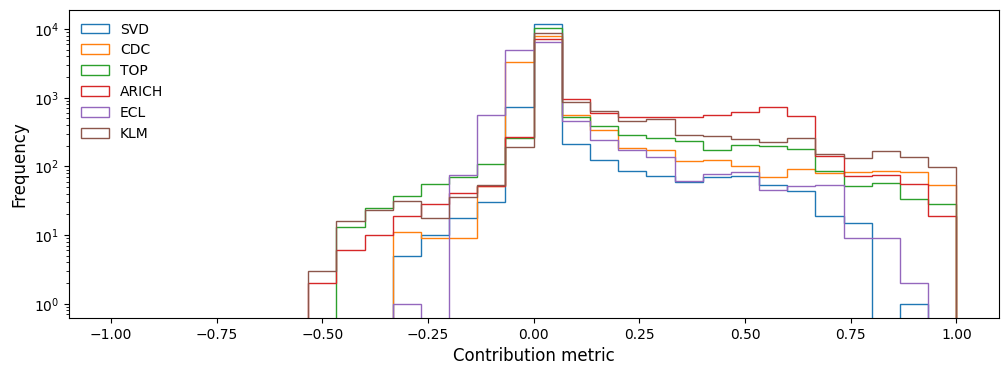 SVD
CDC
TOP
ARICH
ECL
KLM
Frequency
10⁴
10³
10²
10¹
10⁰
−1.00 −0.75 −0.50 −0.25 0.00 0.25 0.50 0.75 1.00
Contribution metric